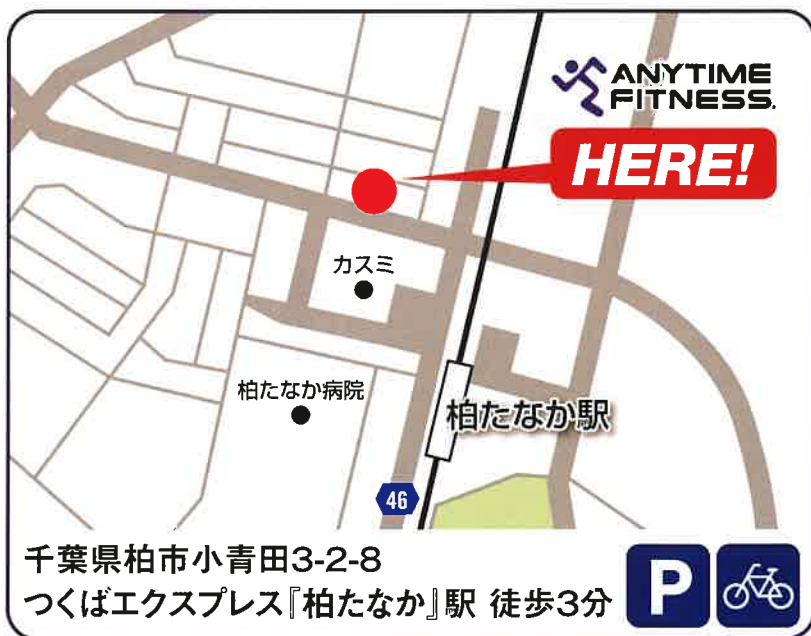 ANYTIME
FITNESS.
HERE!
カスミ
柏たなか病院
柏たなか駅
46
千葉県柏市小青田3-2-8
つくばエクスプレス『柏たなか』駅 徒歩3分
P